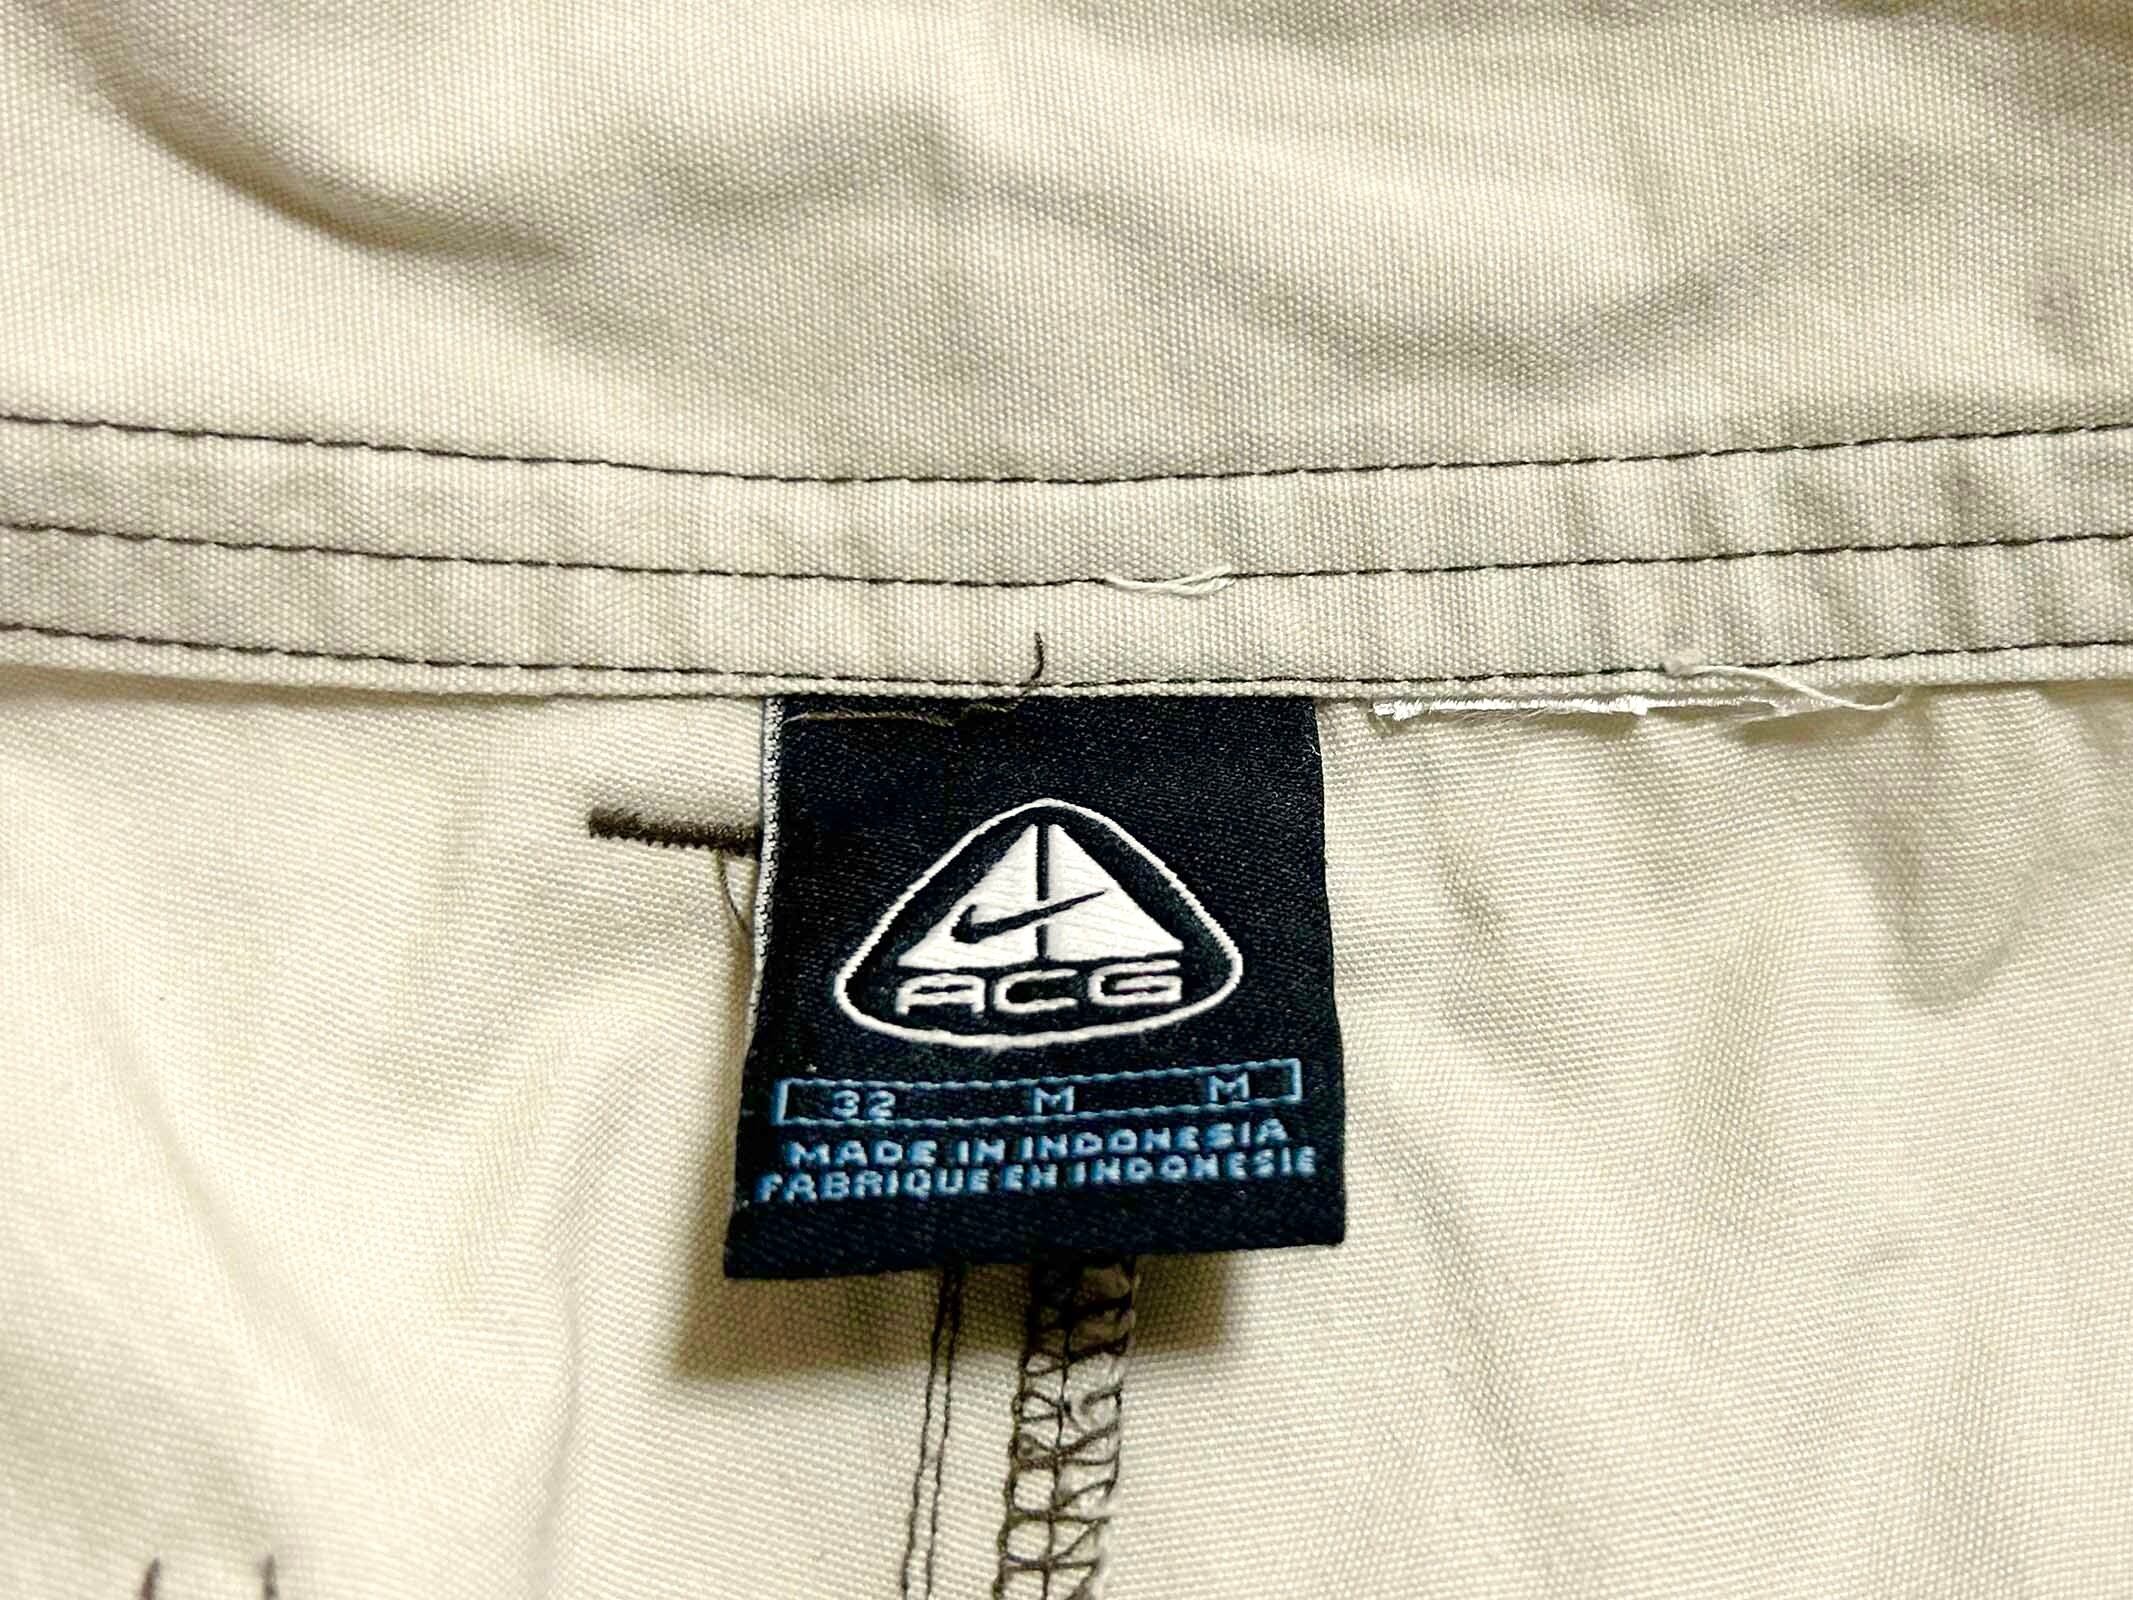 ACG
32 M M
MADE IN INDONESIA
FABRIQUE EN INDONESIE